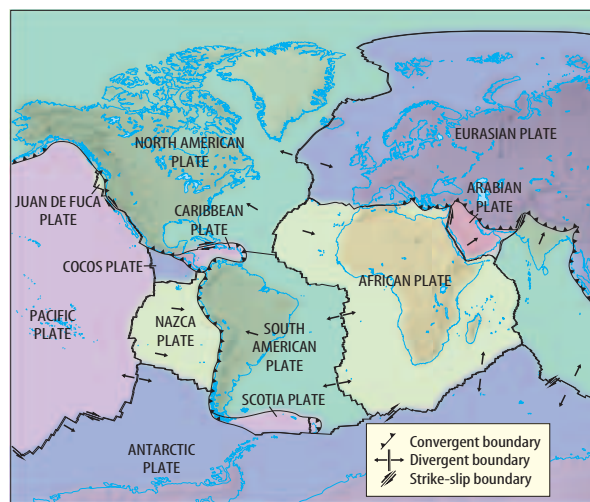 NORTH AMERICAN
PLATE
EURASIAN PLATE
JUAN DE FUCA
PLATE
CARIBBEAN
PLATE
ARABIAN
PLATE
COCOS PLATE
AFRICAN PLATE
PACIFIC
PLATE
NAZCA
PLATE
SOUTH
AMERICAN
PLATE
SCOTIA PLATE
ANTARCTIC
PLATE
Convergent boundary
Divergent boundary
Strike-slip boundary